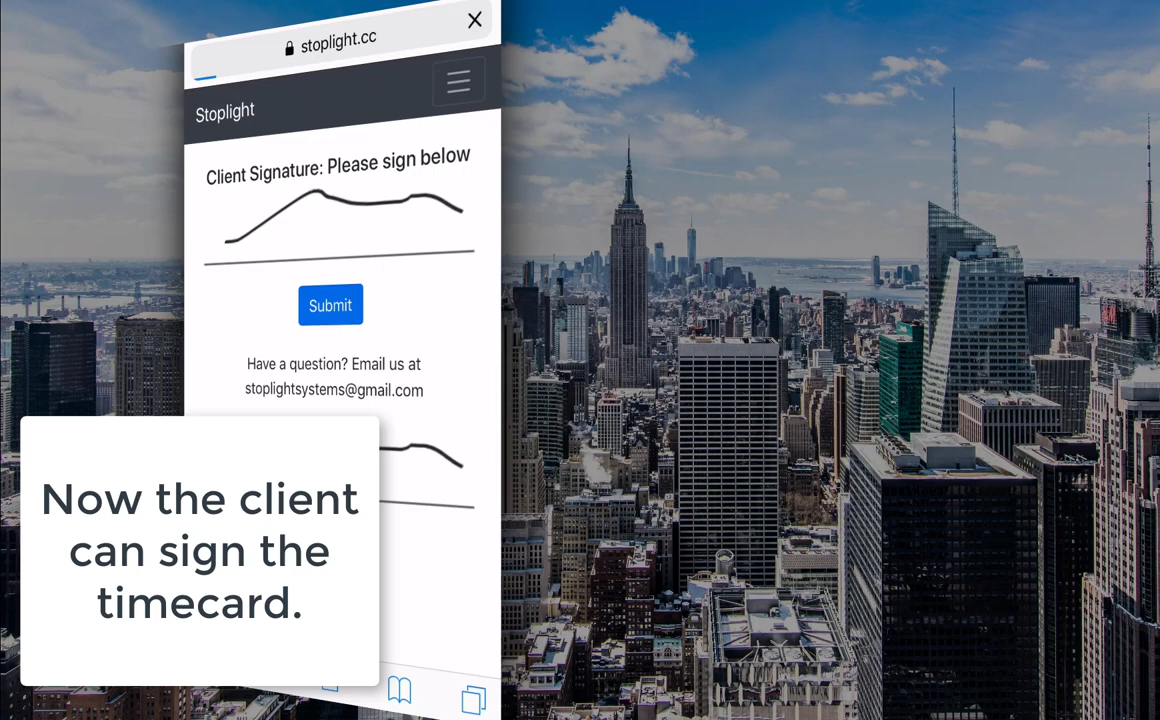 stoplight.cc
Stoplight
Client Signature: Please sign below
Submit
Have a question? Email us at
stoplightsystems@gmail.com
Now the client
can sign the
timecard.